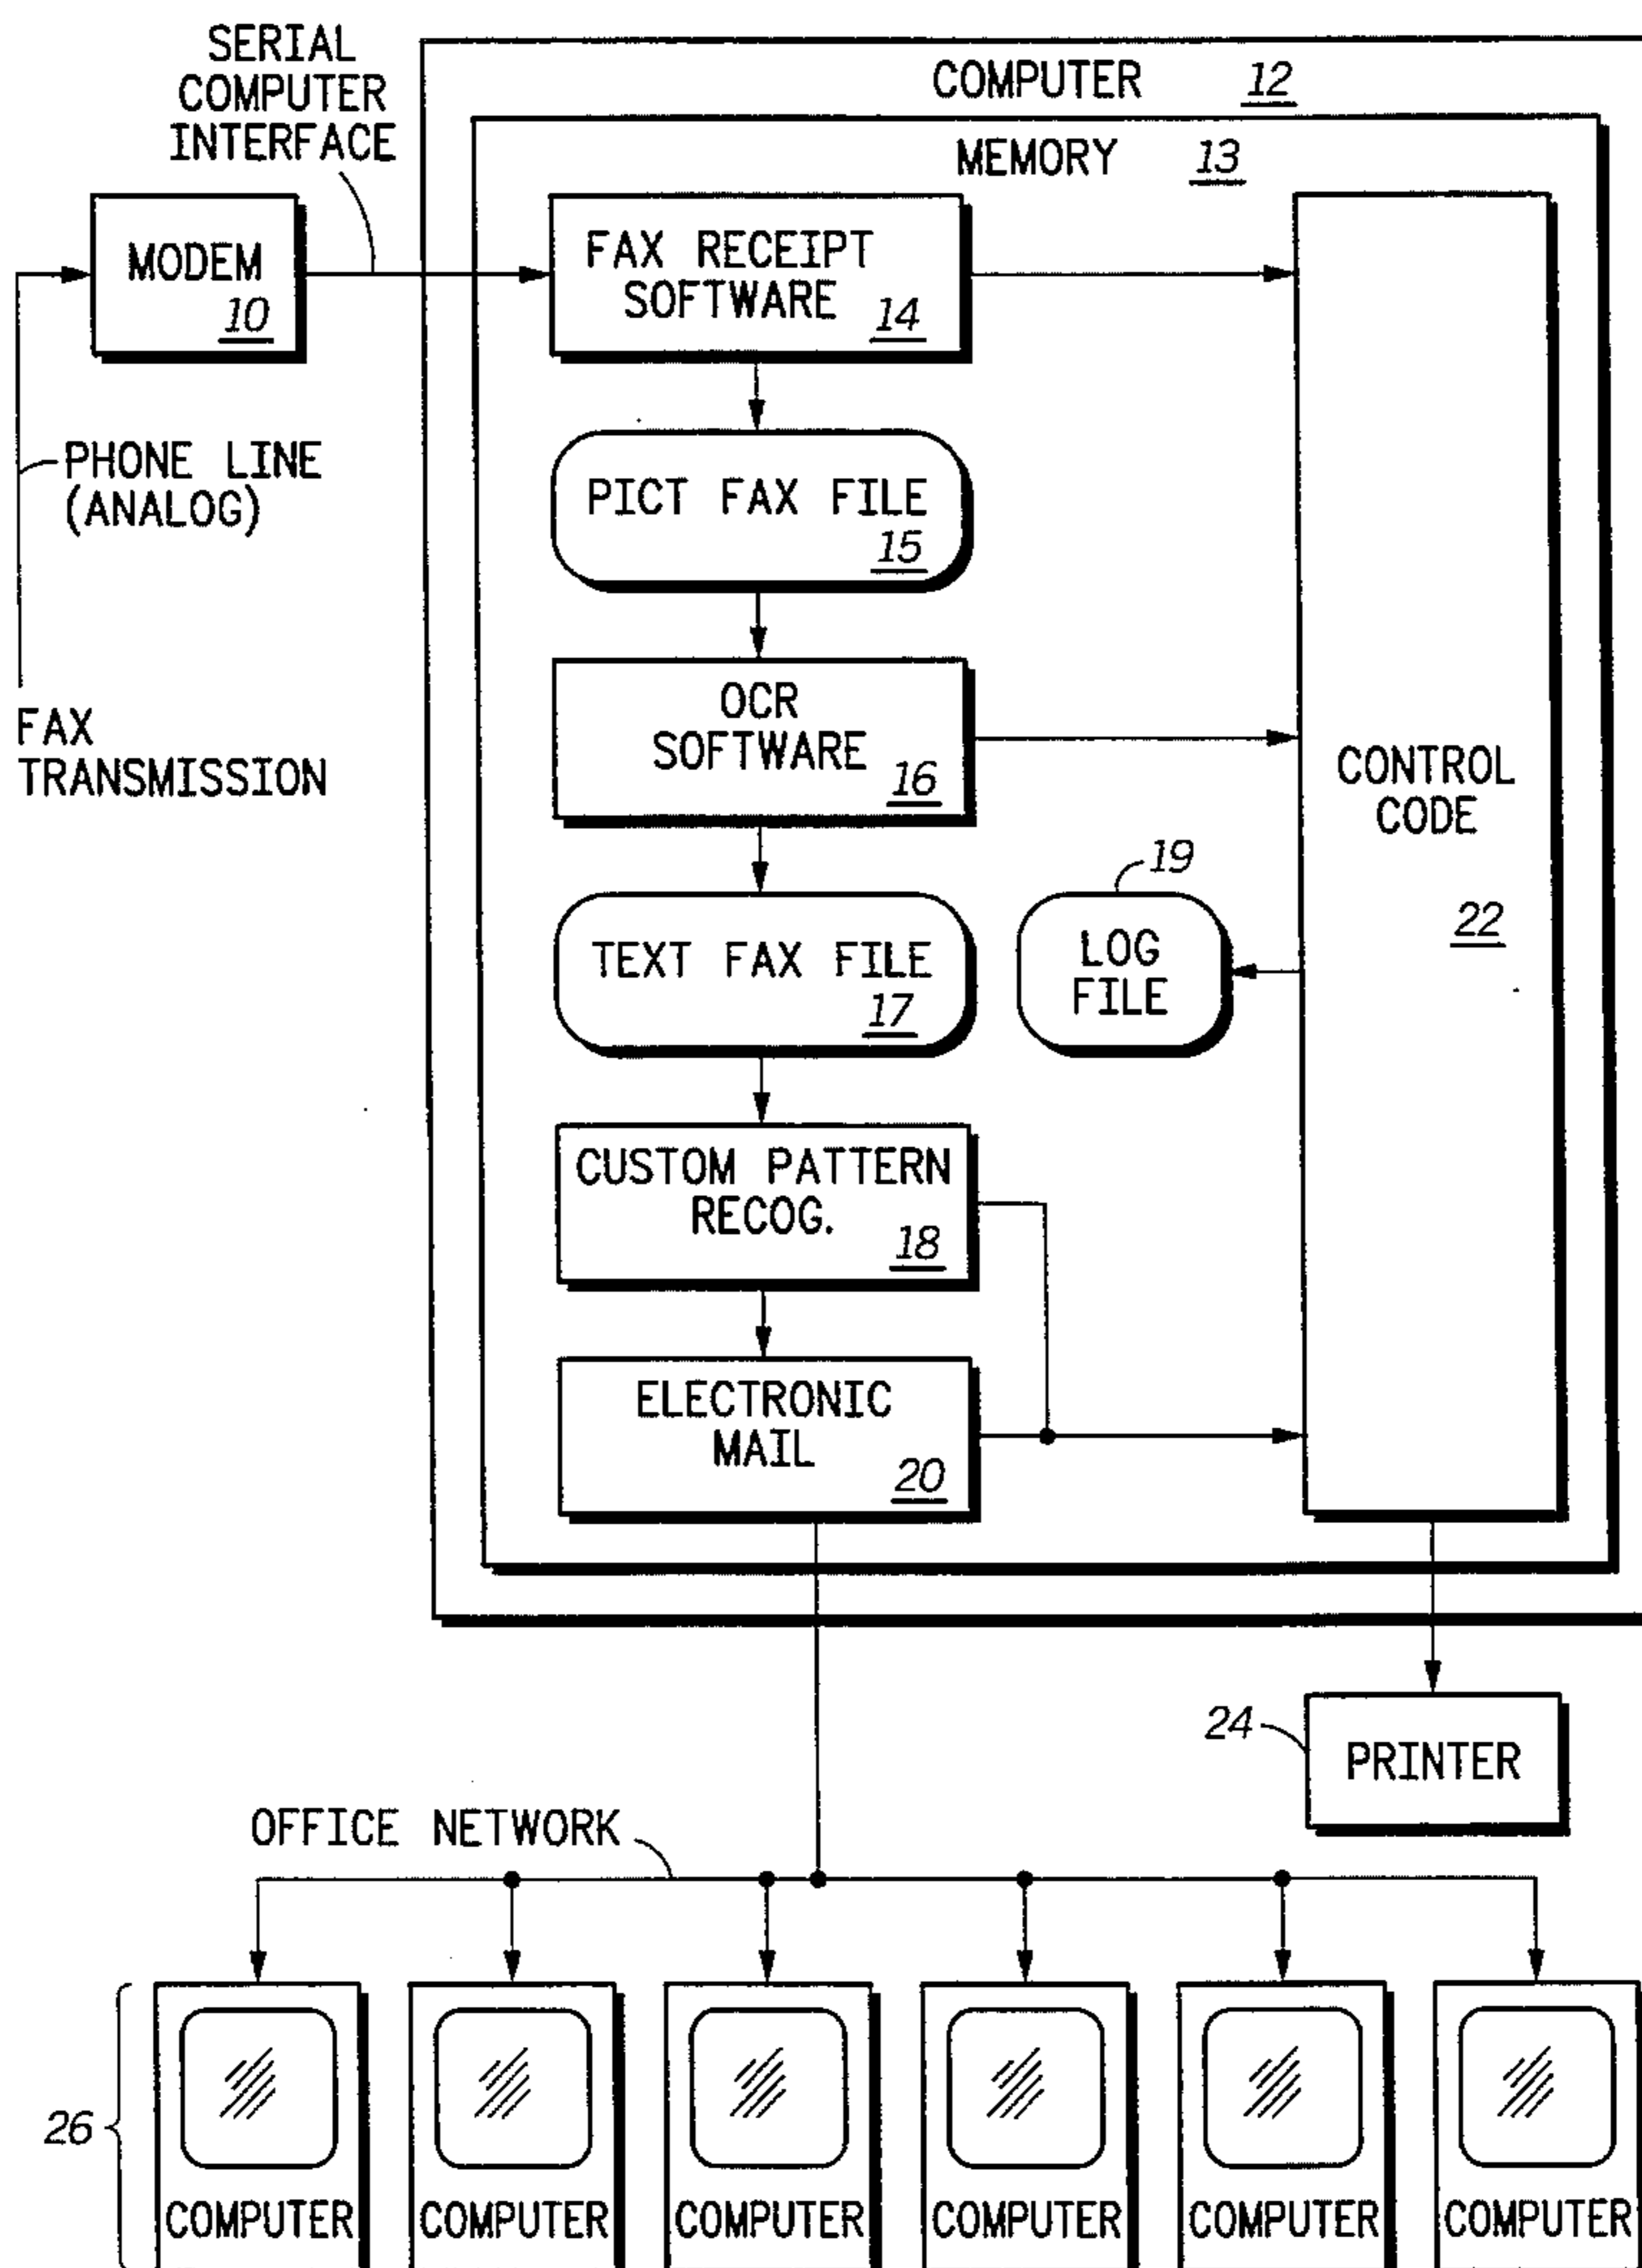 SERIAL
COMPUTER
INTERFACE
COMPUTER 12
MEMORY 13
MODEM
10
FAX RECEIPT
SOFTWARE
14
PHONE LINE
(ANALOG)
PICT FAX FILE
15
FAX
TRANSMISSION
OCR
SOFTWARE
16
CONTROL
CODE
22
19
TEXT FAX FILE
17
LOG
FILE
CUSTOM PATTERN
RECOG.
18
ELECTRONIC
MAIL
20
24
PRINTER
OFFICE NETWORK
26
COMPUTER COMPUTER COMPUTER COMPUTER COMPUTER COMPUTER